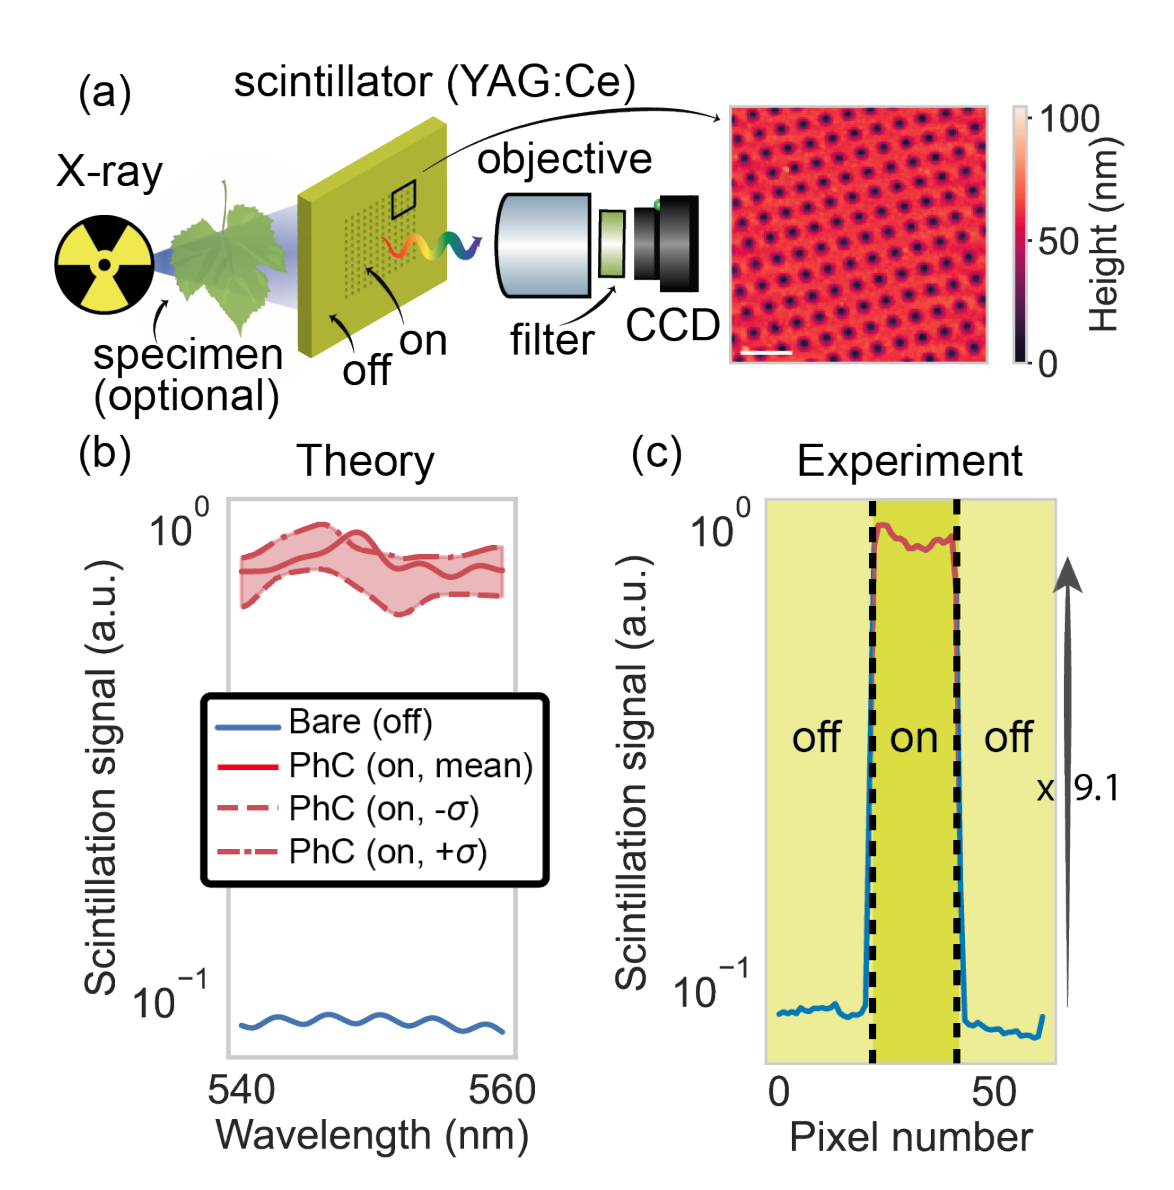 (a)
scintillator (YAG:Ce)
X-ray
objective
specimen
(optional)
off
on
filter
CCD
100
50
0
Height (nm)
(b)
Theory
10⁰
10⁻¹
Scintillation signal (a.u.)
Bare (off)
PhC (on, mean)
PhC (on, -σ)
PhC (on, +σ)
540
560
Wavelength (nm)
(c)
Experiment
10⁰
10⁻¹
Scintillation signal (a.u.)
off
on
off
x 9.1
0
50
Pixel number